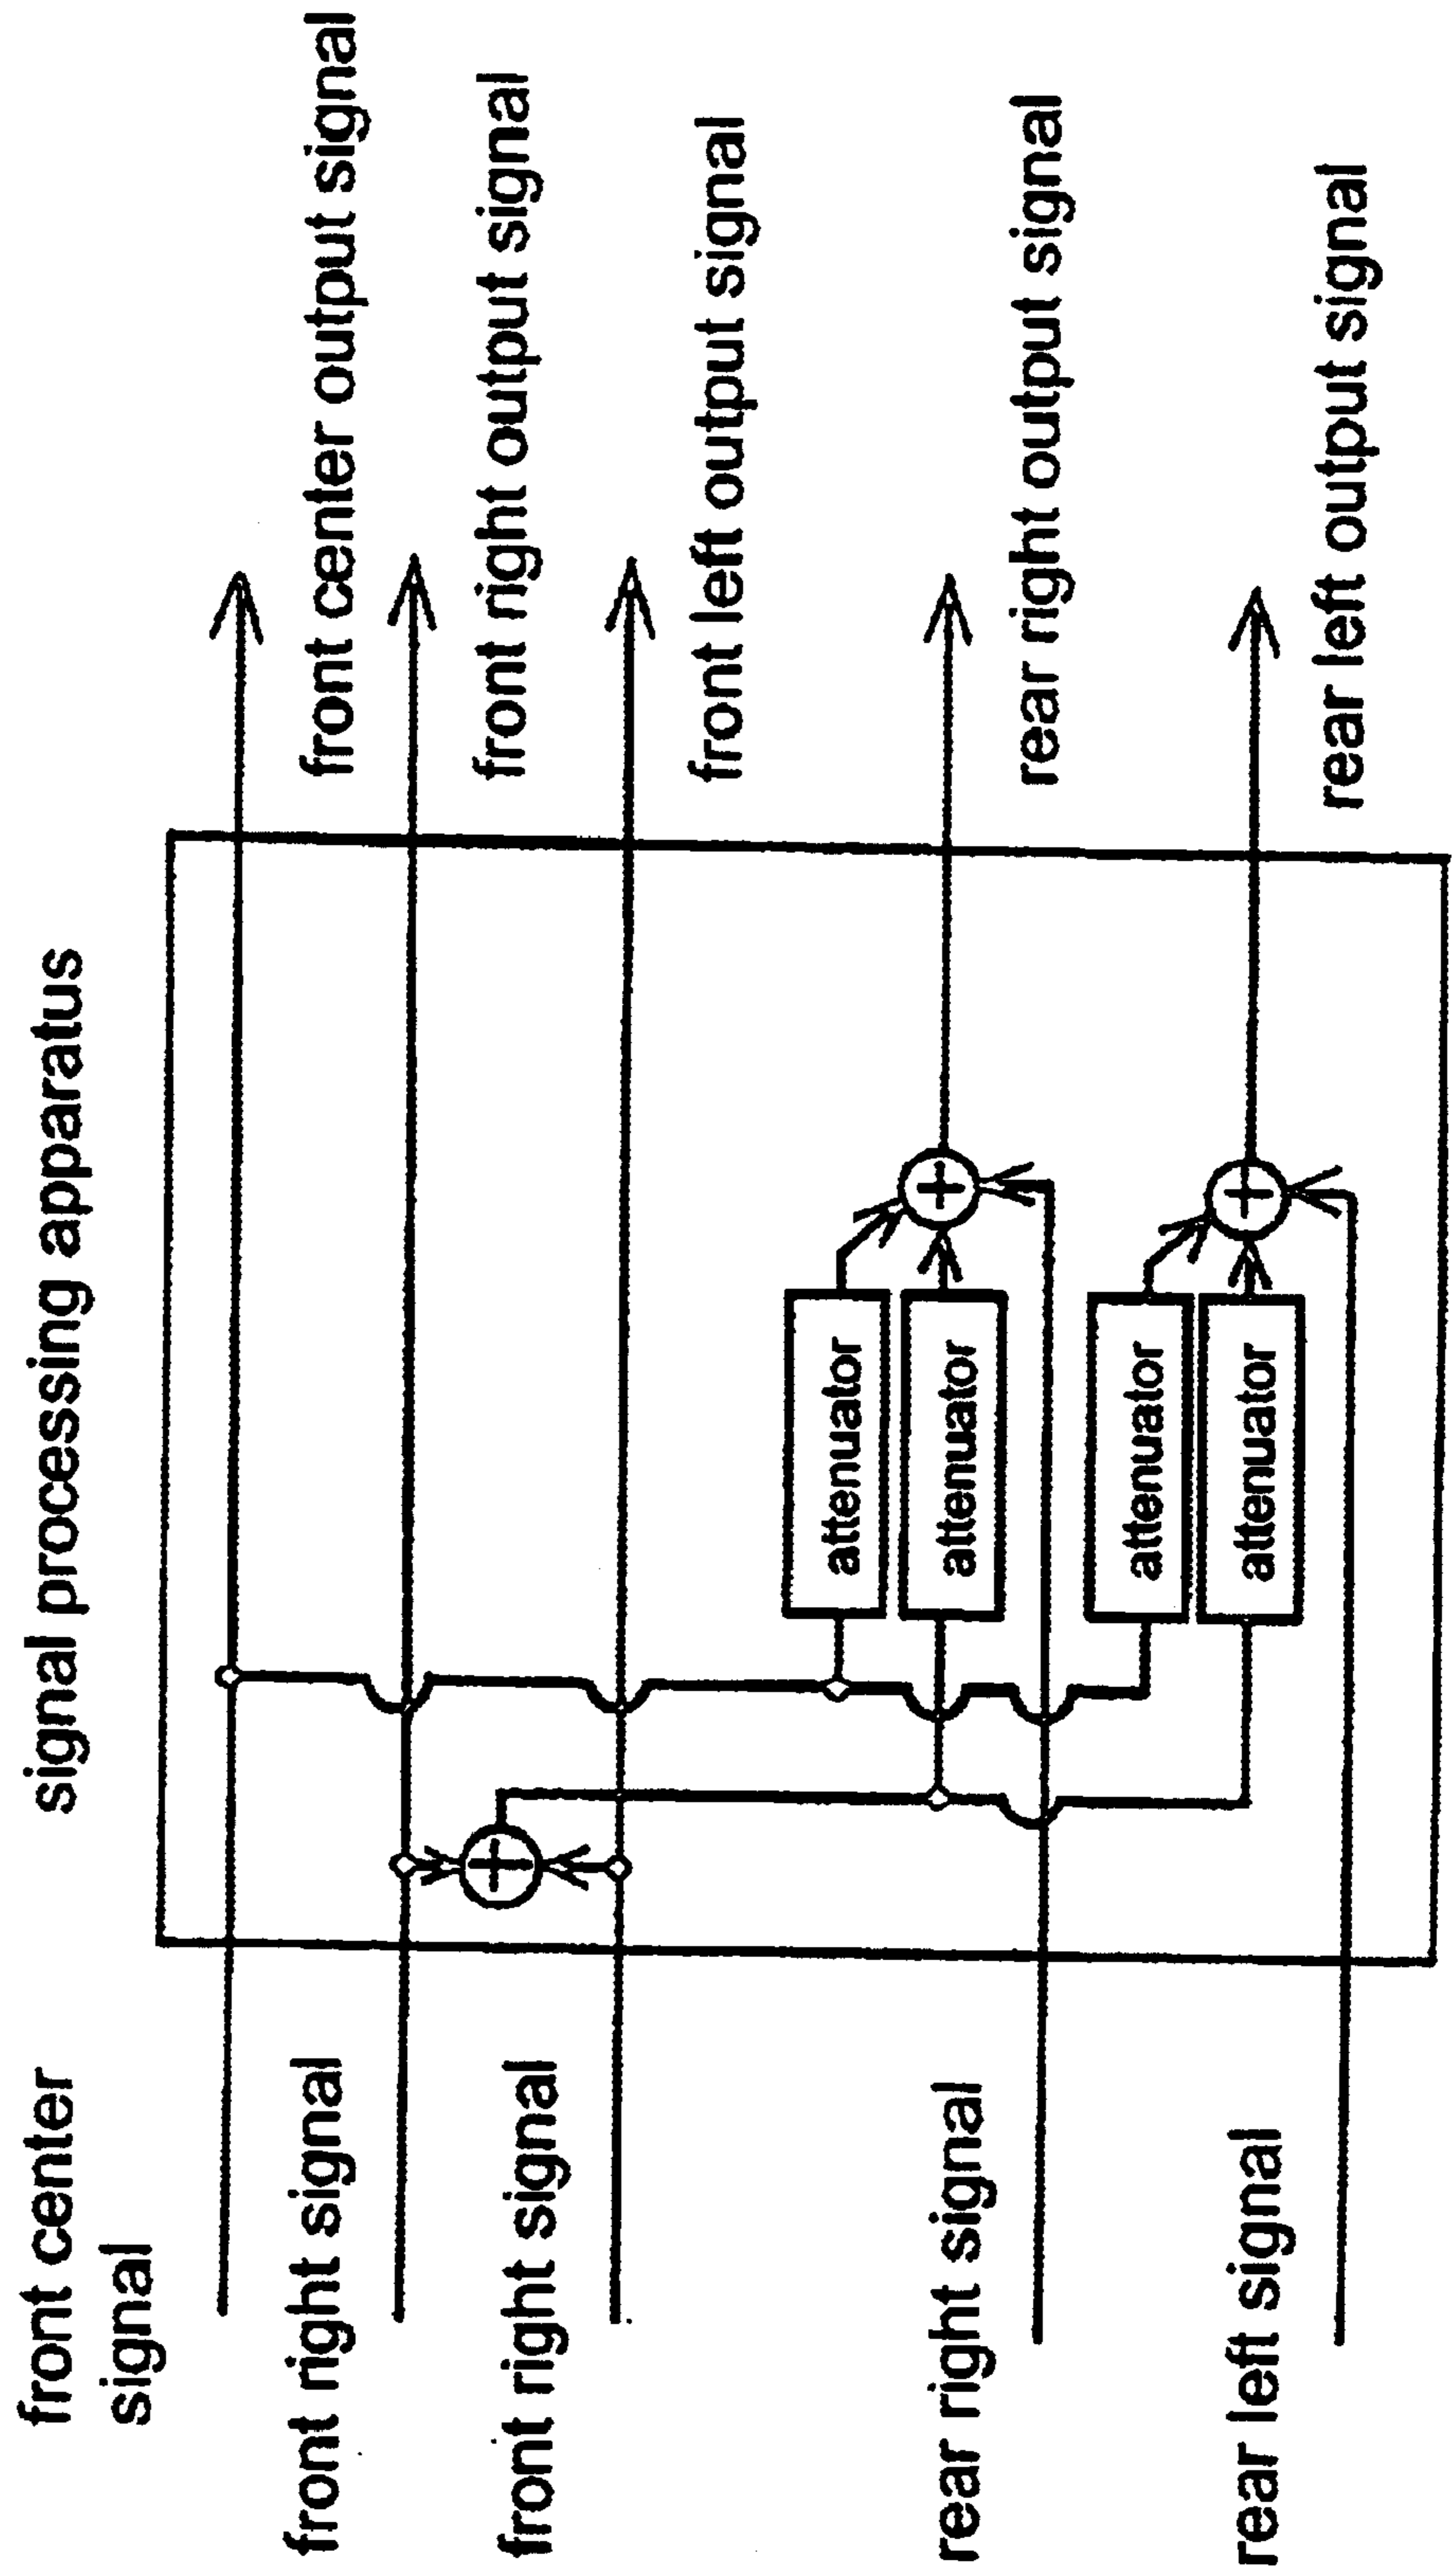 signal processing apparatus
front center
signal
front right signal
front right signal
rear right signal
rear left signal
attenuator
attenuator
attenuator
attenuator
front center output signal
front right output signal
front left output signal
rear right output signal
rear left output signal